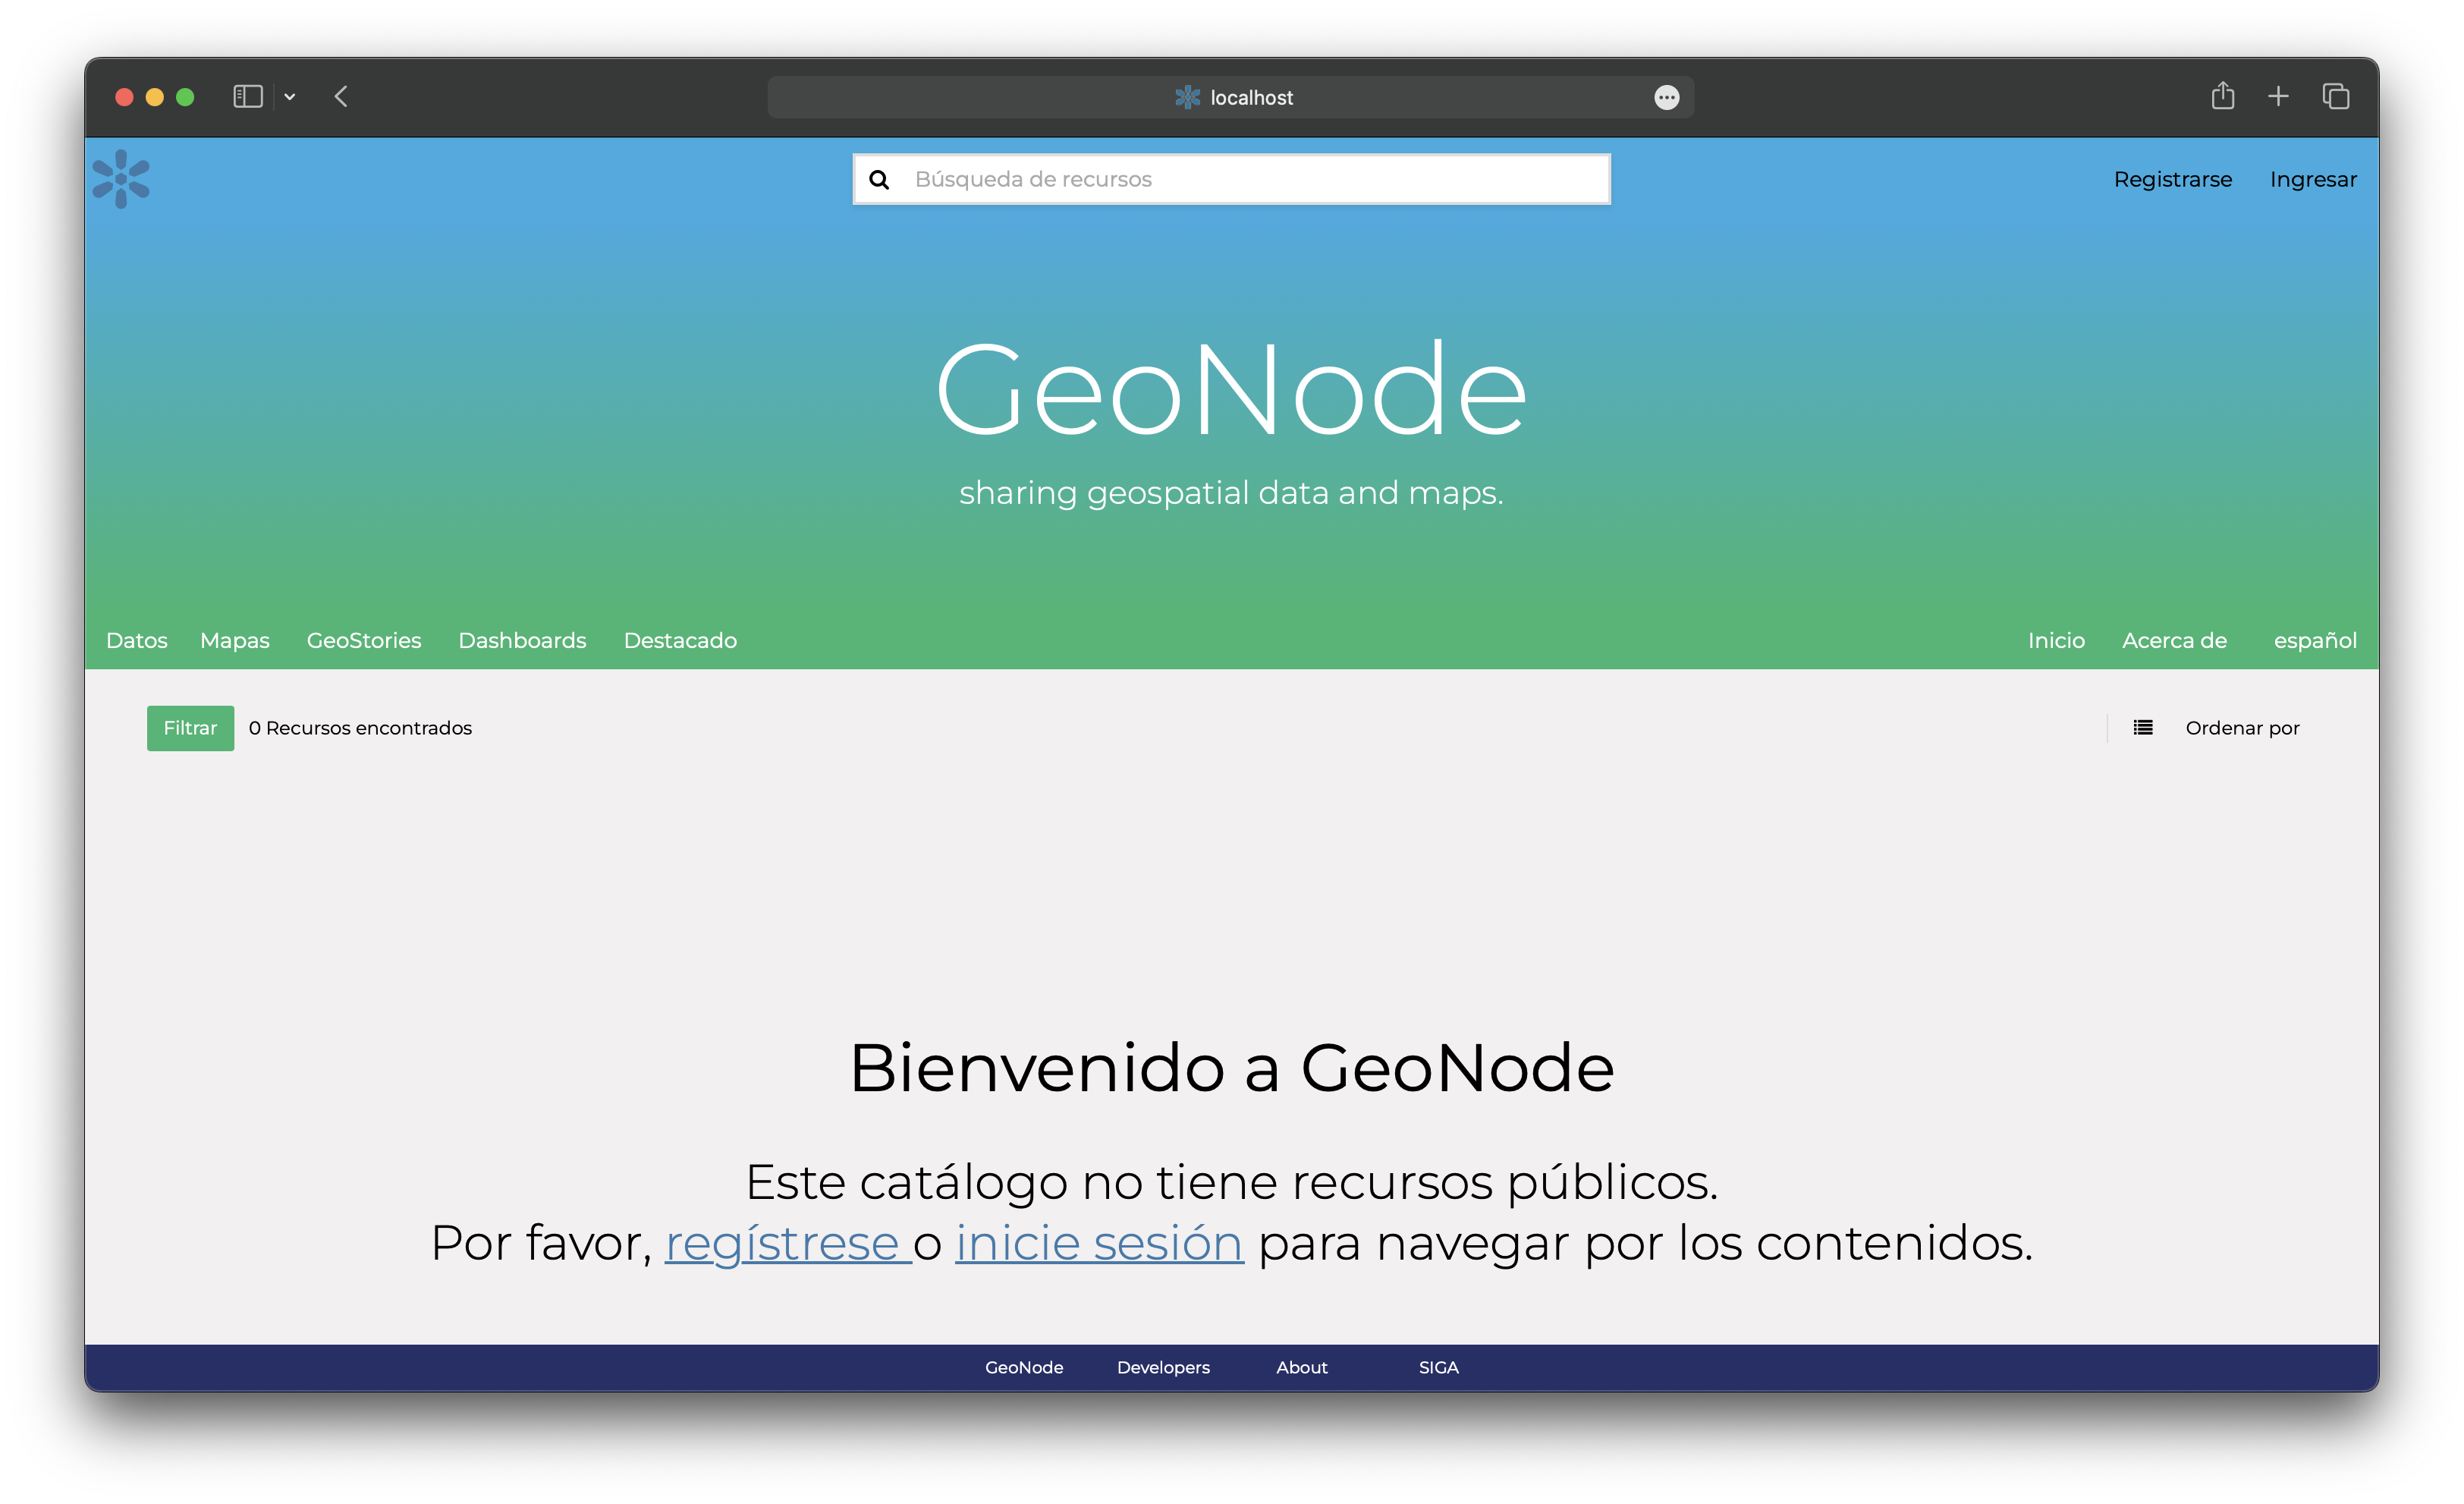 localhost
Búsqueda de recursos
Registrarse Ingresar
GeoNode
sharing geospatial data and maps.
Datos Mapas GeoStories Dashboards Destacado Inicio Acerca de español
Filtrar 0 Recursos encontrados Ordenar por
Bienvenido a GeoNode
Este catálogo no tiene recursos públicos.
Por favor, regístrese o inicie sesión para navegar por los contenidos.
GeoNode Developers About SIGA